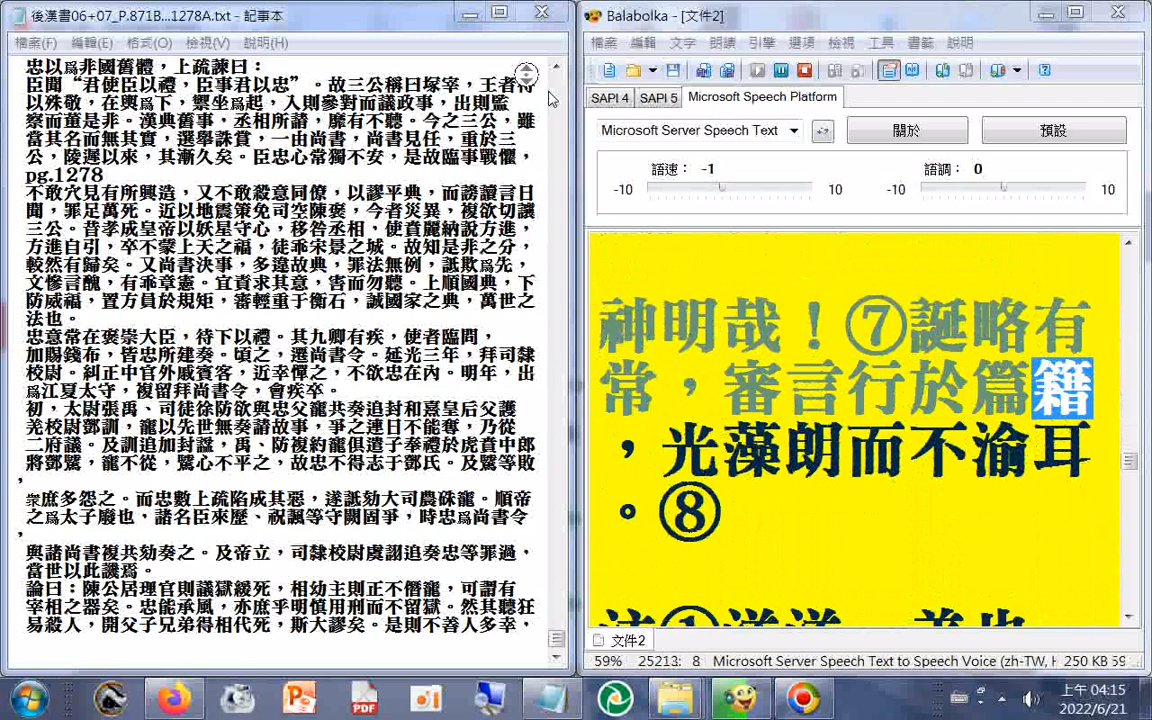 後漢書06+07_P.871B...1278A.txt - 記事本
檔案(F) 編輯(E) 格式(O) 檢視(V) 說明(H)
忠以爲非國舊體，上疏諫曰：
臣聞“君使臣以禮，臣事君以忠”。故三公稱曰冢宰，王者待
以殊敬，在輿爲下，禦坐爲起，入則參對而議政事，出則監
察而董是非。漢典舊事，丞相所請，靡有不聽。今之三公，雖
當其名而無其實，選舉誅賞，一由尚書，尚書見任，重於三
公，陵遲以來，其漸久矣。臣忠心常獨不安，是故臨事戰懼，
pg.1278
不敢穴見有所興造，又不敢殺意同僚，以謬平典，而謗讟言日
聞，罪足萬死。近以地震策免司空陳褒，今者災異，複欲切讓
三公。昔孝成皇帝以妖星守心，移咎丞相，使賁麗納說方進，
方進自引，卒不蒙上天之福，徒乖宋景之城。故知是非之分，
較然有歸矣。又尚書決事，多違故典，罪法無例，詆欺爲先，
文慘言醜，有乖章憲。宜責求其意，害而勿聽。上順國典，下
防威福，置方員於規矩，審輕重于衡石，誠國家之典，萬世之
法也。
忠意常在褒崇大臣，待下以禮。其九卿有疾，使者臨問，
加賜錢布，皆忠所建奏。頃之，遷尚書令。延光三年，拜司隸
校尉。糾正中官外戚賓客，近幸憚之，不欲忠在內。明年，出
爲江夏太守，複留拜尚書令，會疾卒。
初，太尉張禹、司徒徐防欲與忠父寵共奏追封和熹皇后父護
羌校尉鄧訓，寵以先世無奏請故事，爭之連日不能奪，乃從
二府議。及訓追加封謚，禹、防複約寵俱遣子奉禮於虎賁中郎
將鄧騭，寵不從，騭心不平之，故忠不得志于鄧氏。及騭等敗
，
衆庶多怨之。而忠數上疏陷成其惡，遂詆劾大司農硃寵。順帝
之爲太子廢也，諸名臣來歷、祝諷等守闕固爭，時忠爲尚書令
，
與諸尚書複共劾奏之。及帝立，司隸校尉虞詡追奏忠等罪過，
當世以此譏焉。
論曰：陳公居理官則議獄緩死，相幼主則正不僭寵，可謂有
宰相之器矣。忠能承風，亦庶乎明慎用刑而不留獄。然其聽狂
易殺人，開父子兄弟得相代死，斯大謬矣。是則不善人多幸，
Balabolka - [文件2]
檔案 編輯 文字 朗讀 引擎 選項 檢視 工具 書籤 說明
SAPI 4 SAPI 5 Microsoft Speech Platform
Microsoft Server Speech Text 關於 預設
語速： -1 語調： 0
-10 10 -10 10
神明哉！⑦誕略有
常，審言行於篇籍
，光藻朗而不渝耳
。⑧
注①洋洋，美也
文件2
59% 25213: 8 Microsoft Server Speech Text to Speech Voice (zh-TW, H 250 KB 59
上午 04:15
2022/6/21